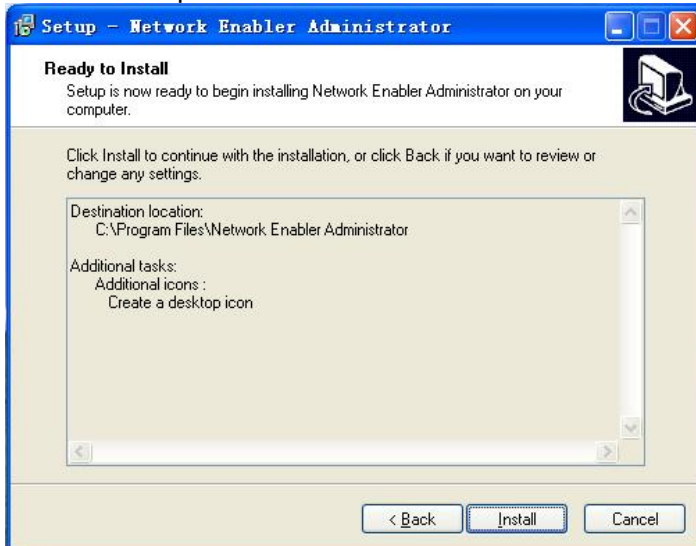 Setup - Network Enabler Administrator
Ready to Install
Setup is now ready to begin installing Network Enabler Administrator on your
computer.
Click Install to continue with the installation, or click Back if you want to review or
change any settings.
Destination location:
C:\Program Files\Network Enabler Administrator
Additional tasks:
Additional icons :
Create a desktop icon
< Back
Install
Cancel